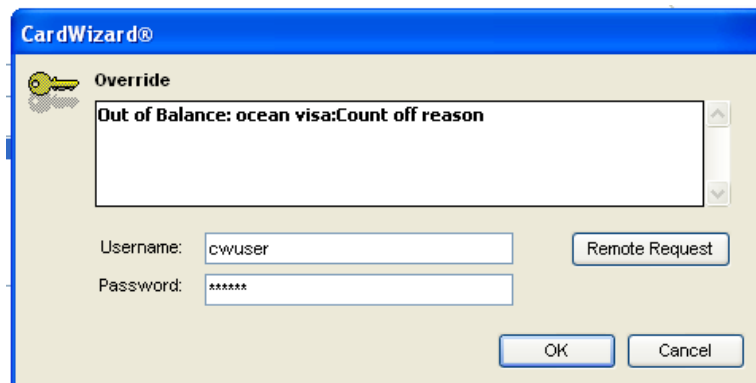 CardWizard®
Override
Out of Balance: ocean visa:Count off reason
Username: cwuser
Remote Request
Password: ******
OK Cancel